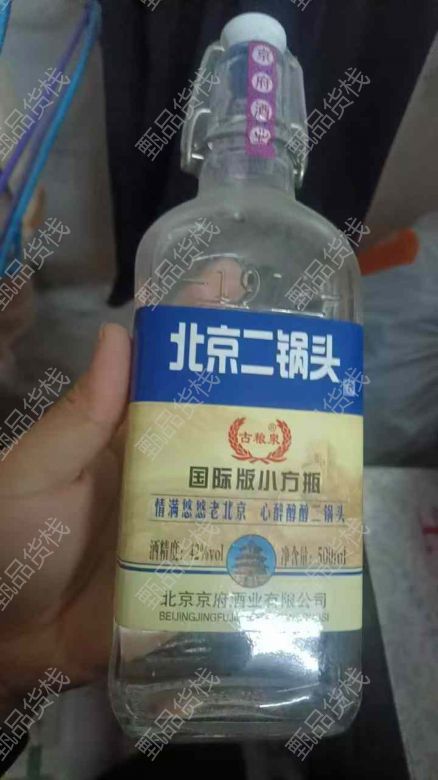 京府酒业
北京二锅头
古粮泉®
国际版小方瓶
情满悠悠老北京 心醉醇醇二锅头
酒精度：42%vol 净含量：500ml
北京京府酒业有限公司
甄品货栈